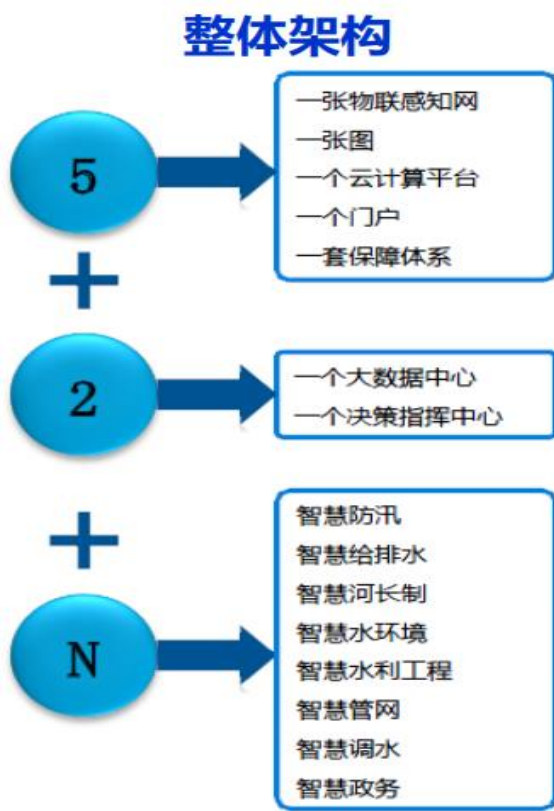 整体架构
5
一张物联感知网
一张图
一个云计算平台
一个门户
一套保障体系
+
2
一个大数据中心
一个决策指挥中心
+
N
智慧防汛
智慧给排水
智慧河长制
智慧水环境
智慧水利工程
智慧管网
智慧调水
智慧政务